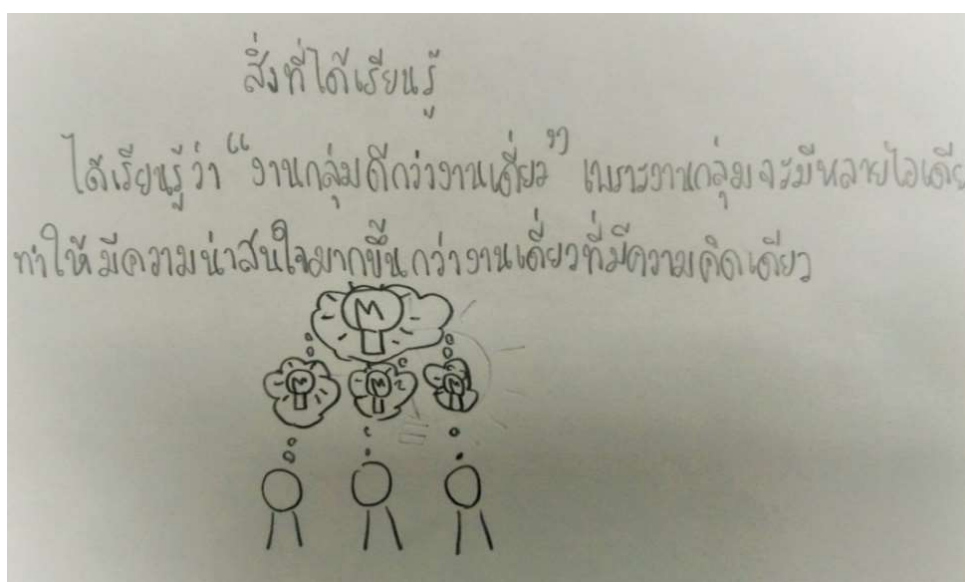 สิ่งที่ได้เรียนรู้
ได้เรียนรู้ว่า “งานกลุ่มดีกว่างานเดี่ยว” เพราะงานกลุ่มจะมีหลายไอเดีย
ทำให้มีความน่าสนใจมากขึ้นกว่างานเดี่ยวที่มีความคิดเดียว